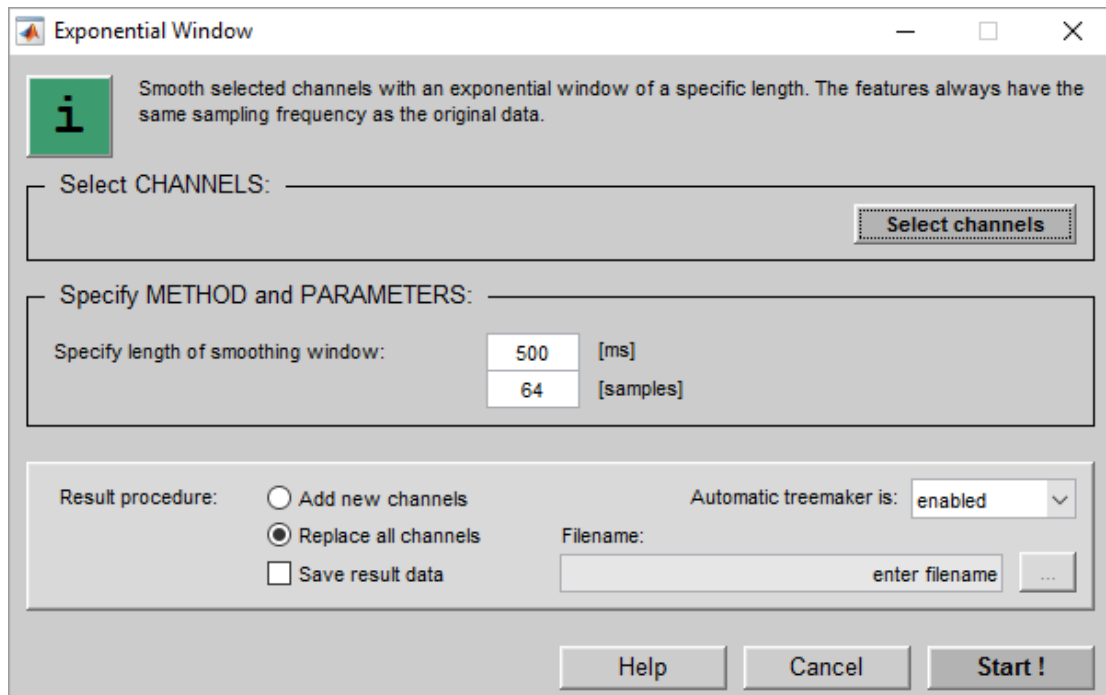 Exponential Window
i
Smooth selected channels with an exponential window of a specific length. The features always have the
same sampling frequency as the original data.
Select CHANNELS:
Select channels
Specify METHOD and PARAMETERS:
Specify length of smoothing window:
500
[ms]
64
[samples]
Result procedure:
Add new channels
Automatic treemaker is:
enabled
Replace all channels
Filename:
Save result data
enter filename
...
Help
Cancel
Start !